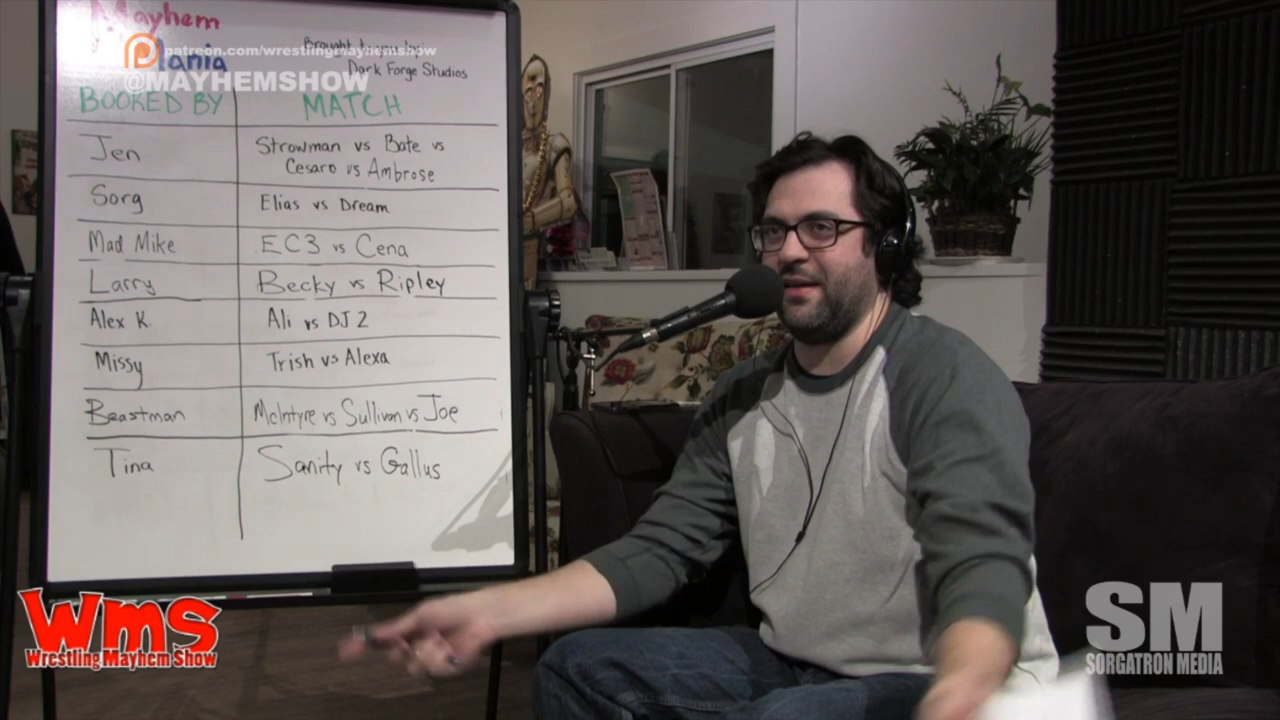 Mayhem
Mania
patreon.com/wrestlingmayhemshow
Dark Forge Studios
@MAYHEMSHOW
BOOKED BY MATCH
Jen Strowman vs Bate vs
Cesaro vs Ambrose
Sorg Elias vs Dream
Mad Mike EC3 vs Cena
Larry Becky vs Ripley
Alex K. Ali vs DJ2
Missy Trish vs Alexa
Beastman McIntyre vs Sullivan vs Joe
Tina Sanity vs Gallus
WMS
Wrestling Mayhem Show
SM
SORGATRON MEDIA